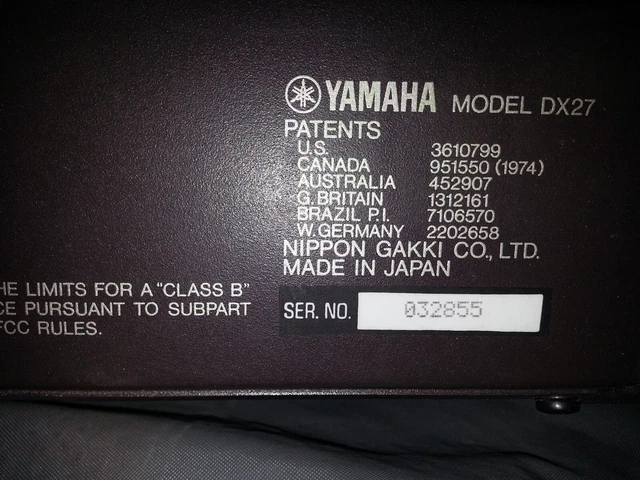 YAMAHA MODEL DX27
PATENTS
U.S. 3610799
CANADA 951550 (1974)
AUSTRALIA 452907
G. BRITAIN 1312161
BRAZIL P.I. 7106570
W. GERMANY 2202658
NIPPON GAKKI CO., LTD.
MADE IN JAPAN
HE LIMITS FOR A "CLASS B"
CE PURSUANT TO SUBPART
FCC RULES.
SER. NO. 032855